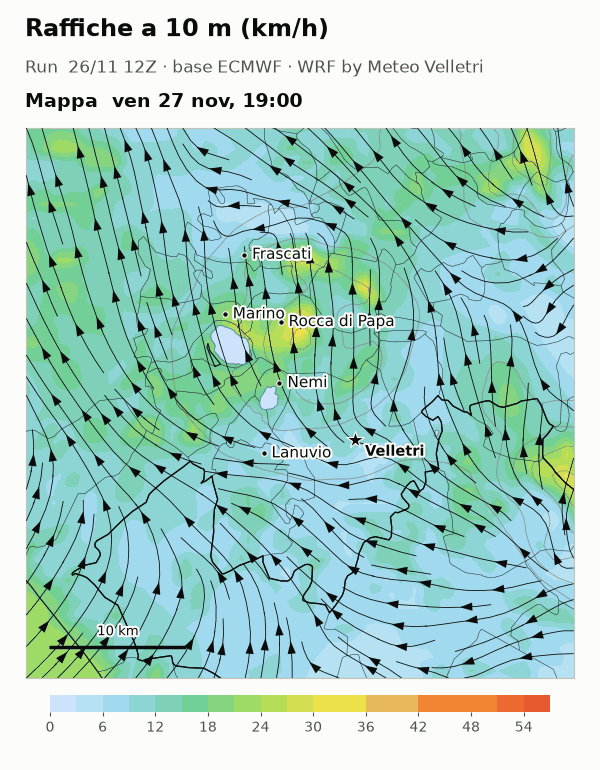 Raffiche a 10 m (km/h)
Run  26/11 12Z · base ECMWF · WRF by Meteo Velletri
Mappa  ven 27 nov, 19:00
Frascati
Marino
Rocca di Papa
Nemi
Lanuvio
Velletri
10 km
0 6 12 18 24 30 36 42 48 54